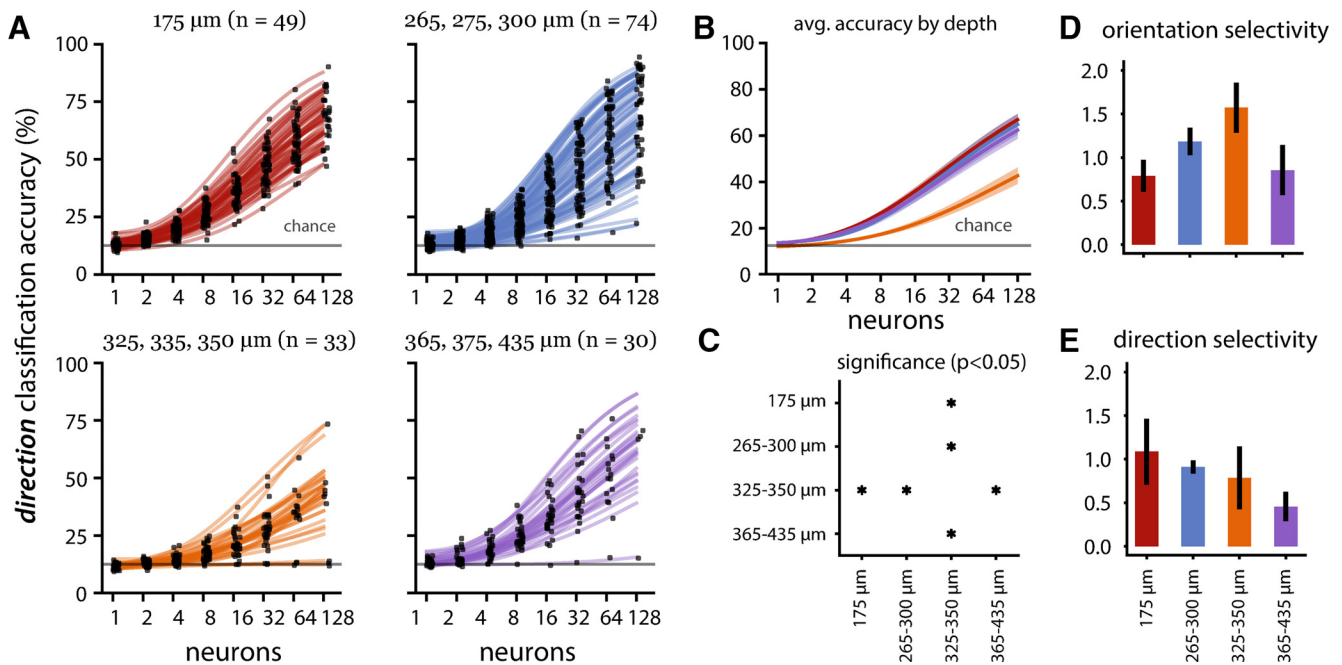 A
direction classification accuracy (%)
175 µm (n = 49)
100
75
50
25
0
chance
1 2 4 8 16 32 64 128
265, 275, 300 µm (n = 74)
100
75
50
25
0
1 2 4 8 16 32 64 128
325, 335, 350 µm (n = 33)
100
75
50
25
0
1 2 4 8 16 32 64 128
neurons
365, 375, 435 µm (n = 30)
100
75
50
25
0
1 2 4 8 16 32 64 128
neurons
B
avg. accuracy by depth
100
80
60
40
20
0
chance
1 2 4 8 16 32 64 128
neurons
C
significance (p<0.05)
175 µm
265-300 µm
325-350 µm
365-435 µm
*
*
* * *
*
175 µm
265-300 µm
325-350 µm
365-435 µm
D
orientation selectivity
2.0
1.5
1.0
0.5
0.0
E
direction selectivity
2.0
1.5
1.0
0.5
0.0
175 µm
265-300 µm
325-350 µm
365-435 µm